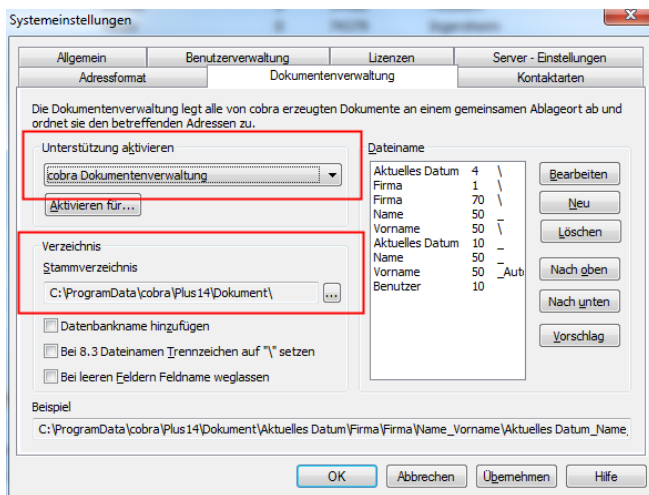 Systemeinstellungen
Allgemein Benutzerverwaltung Lizenzen Server - Einstellungen
Adressformat Dokumentenverwaltung Kontaktarten
Die Dokumentenverwaltung legt alle von cobra erzeugten Dokumente an einem gemeinsamen Ablageort ab und
ordnet sie den betreffenden Adressen zu.
Unterstützung aktivieren
cobra Dokumentenverwaltung
Aktivieren für...
Verzeichnis
Stammverzeichnis
C:\ProgramData\cobra\Plus14\Dokument\ ...
Datenbankname hinzufügen
Bei 8.3 Dateinamen Trennzeichen auf "\" setzen
Bei leeren Feldern Feldname weglassen
Dateiname
Aktuelles Datum 4 \
Firma 1 \
Firma 70 \
Name 50 _
Vorname 50 \
Aktuelles Datum 10 _
Name 50 _
Vorname 50 _Aut
Benutzer 10
Bearbeiten
Neu
Löschen
Nach oben
Nach unten
Vorschlag
Beispiel
C:\ProgramData\cobra\Plus14\Dokument\Aktuelles Datum\Firma\Firma\Name_Vorname\Aktuelles Datum_Name_
OK Abbrechen Übernehmen Hilfe